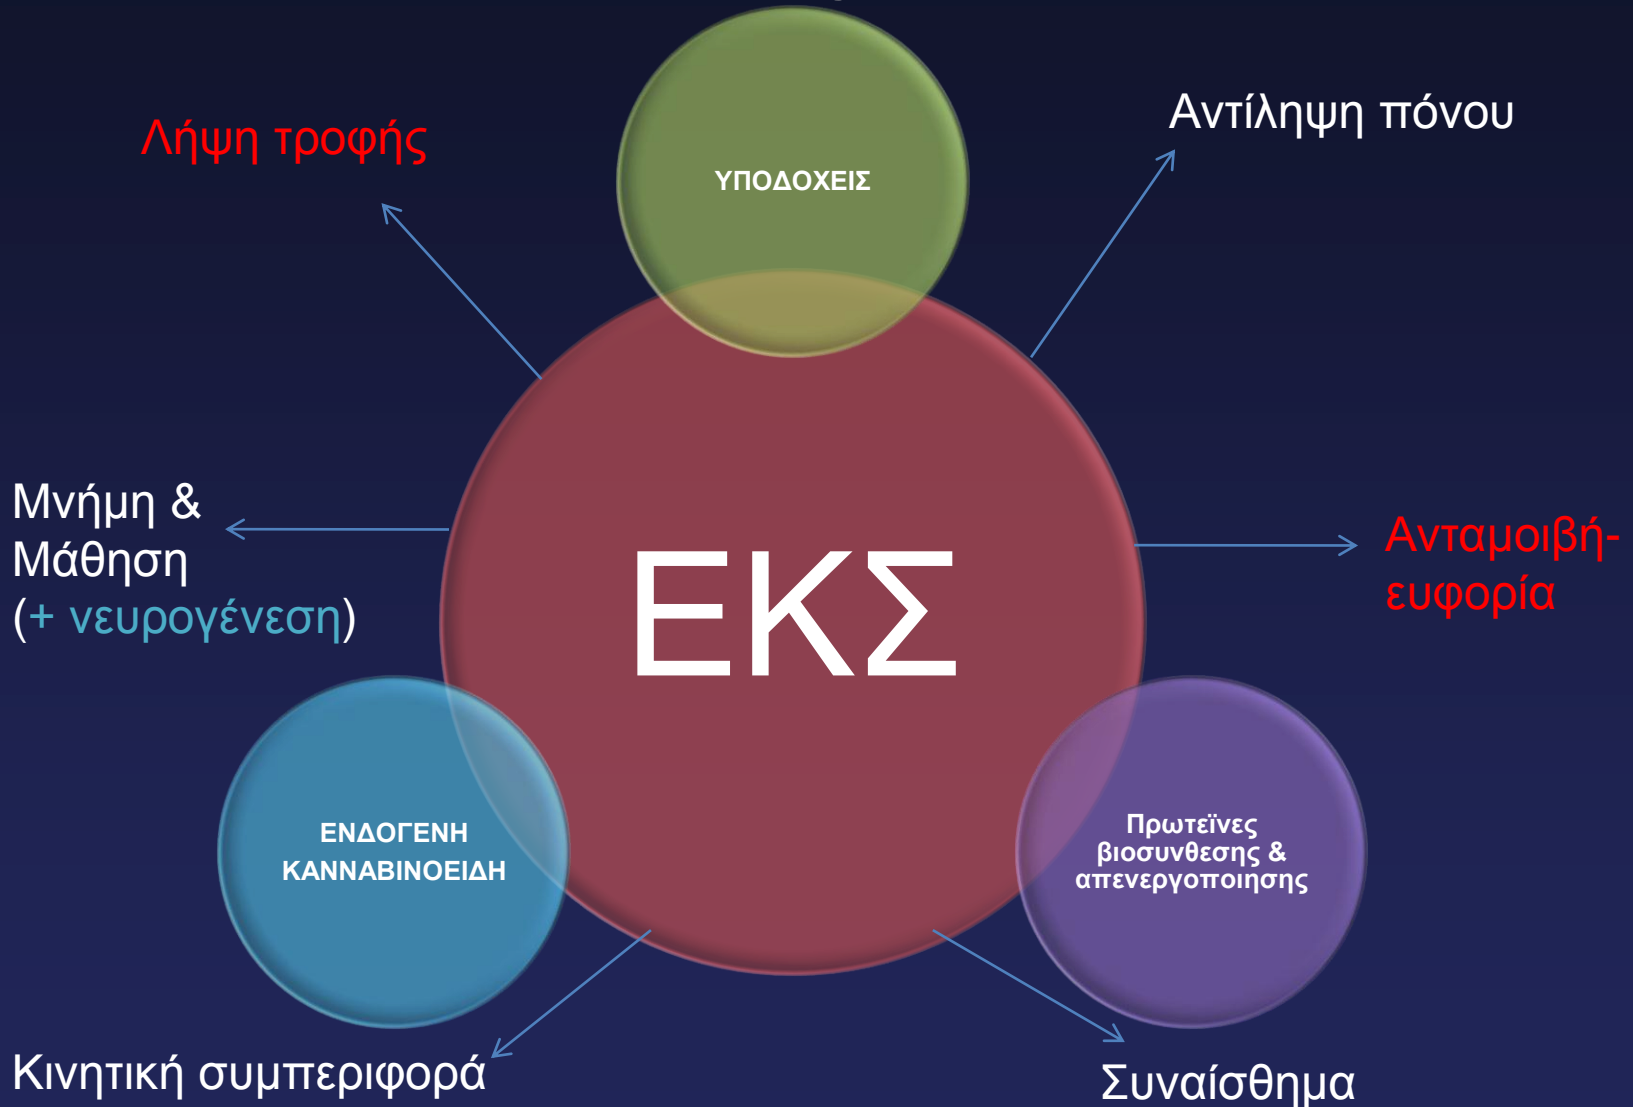 Λήψη τροφής
Αντίληψη πόνου
ΥΠΟΔΟΧΕΙΣ
Μνήμη &
Μάθηση
(+ νευρογένεση)
ΕΚΣ
Ανταμοιβή-
ευφορία
ΕΝΔΟΓΕΝΗ
ΚΑΝΝΑΒΙΝΟΕΙΔΗ
Πρωτεϊνες
βιοσυνθεσης &
απενεργοποιησης
Κινητική συμπεριφορά
Συναίσθημα